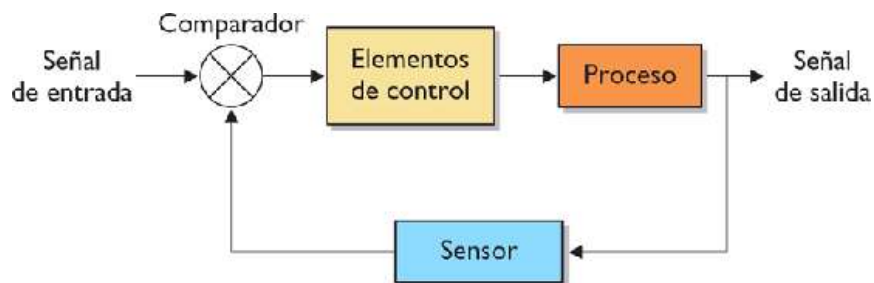 Comparador
Señal
de entrada
Elementos
de control
Proceso
Señal
de salida
Sensor